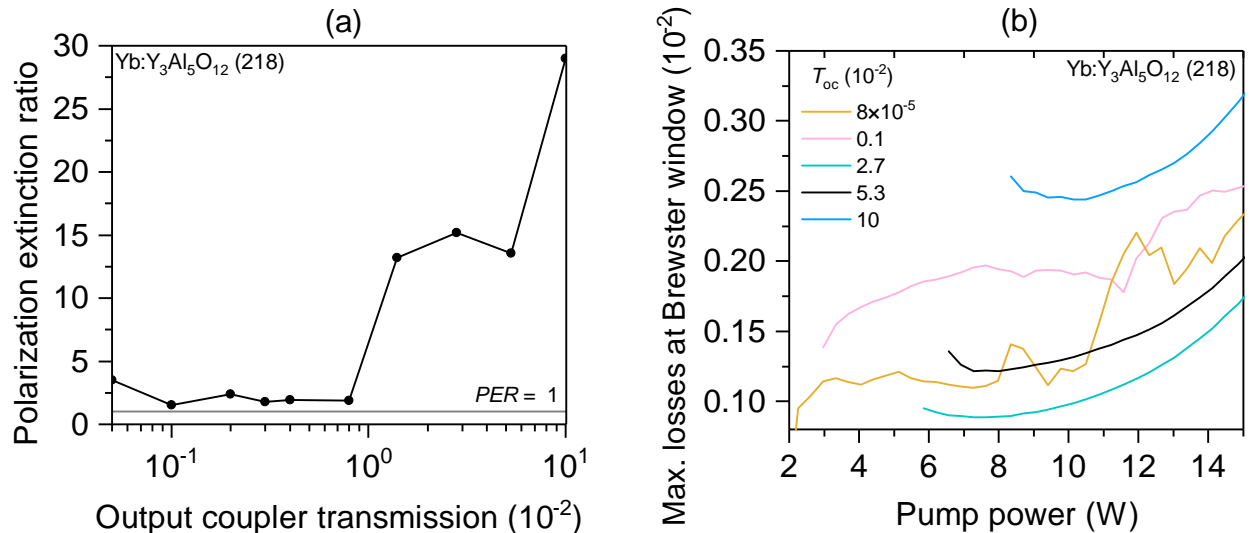 (a)
Yb:Y₃Al₅O₁₂ (218)
Polarization extinction ratio
30
25
20
15
10
5
0
PER = 1
10⁻¹
10⁰
10¹
Output coupler transmission (10⁻²)
(b)
Yb:Y₃Al₅O₁₂ (218)
Max. losses at Brewster window (10⁻²)
0.35
0.30
0.25
0.20
0.15
0.10
T_oc (10⁻²)
8×10⁻⁵
0.1
2.7
5.3
10
2
4
6
8
10
12
14
Pump power (W)